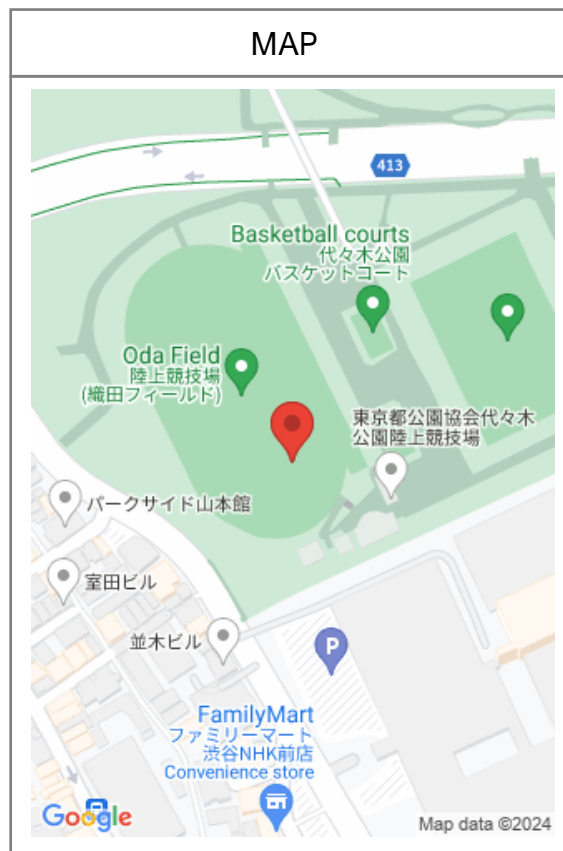 MAP
413
Basketball courts
代々木公園
バスケットコート
Oda Field
陸上競技場
(織田フィールド)
東京都公園協会代々木
公園陸上競技場
パークサイド山本館
室田ビル
並木ビル
P
FamilyMart
ファミリーマート
渋谷NHK前店
Convenience store
Google
Map data ©2024